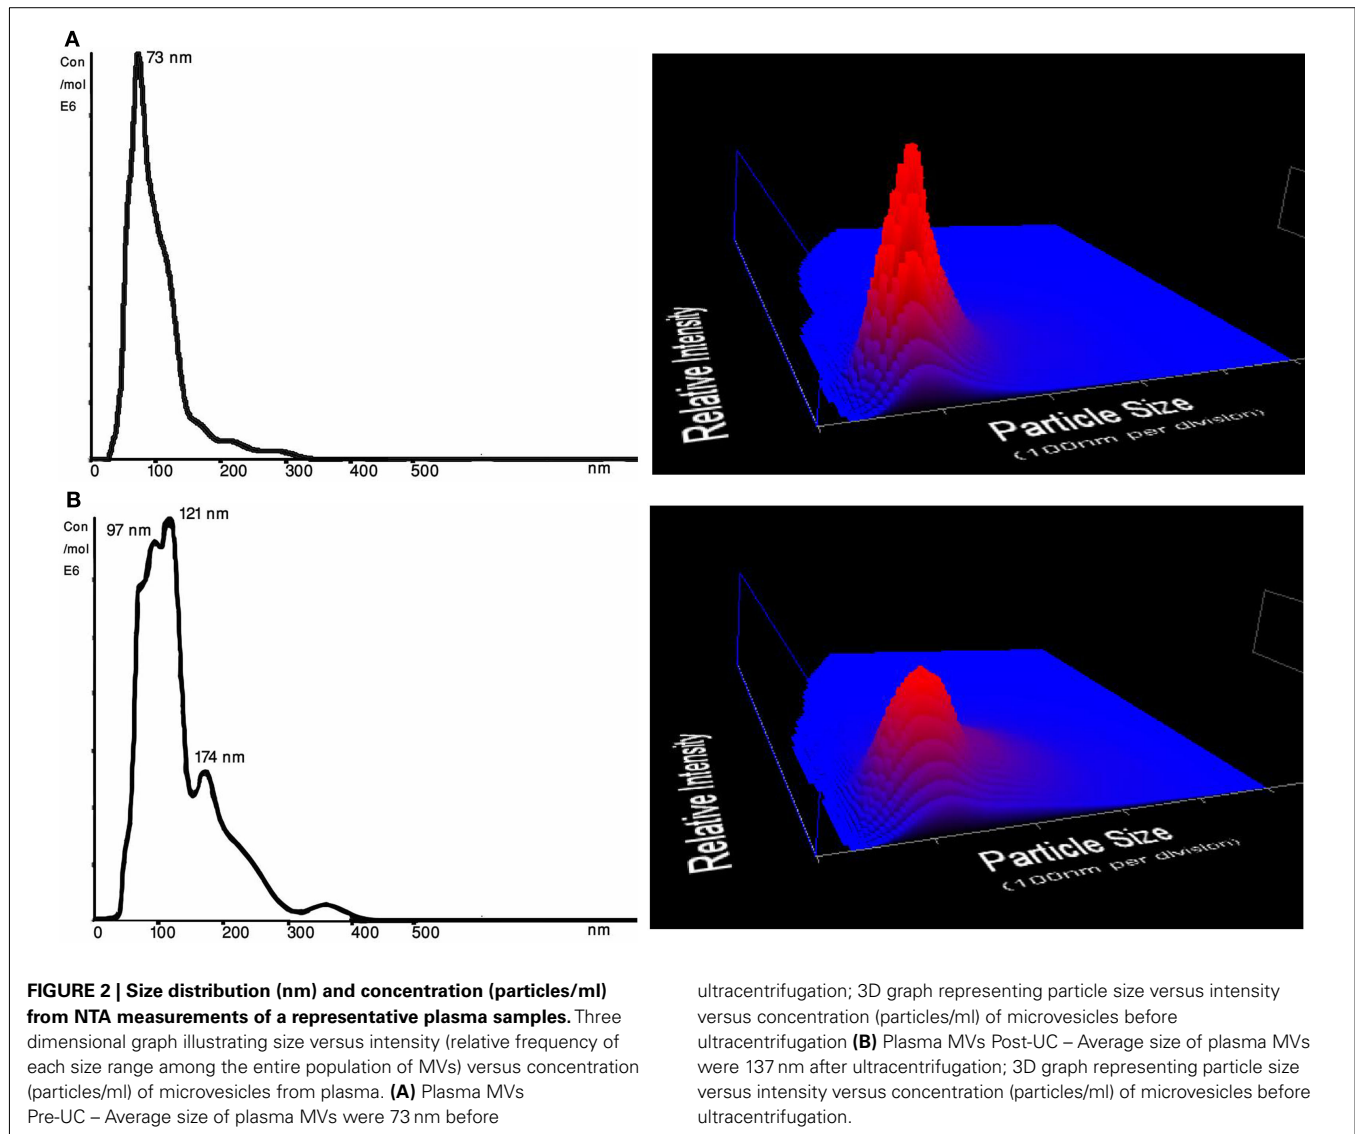 A
Con
/mol
E6
73 nm
0 100 200 300 400 500 nm
Relative Intensity
Particle Size
(100nm per division)
B
Con
/mol
E6
97 nm
121 nm
174 nm
0 100 200 300 400 500 nm
Relative Intensity
Particle Size
(100nm per division)
FIGURE 2 | Size distribution (nm) and concentration (particles/ml)
from NTA measurements of a representative plasma samples. Three
dimensional graph illustrating size versus intensity (relative frequency of
each size range among the entire population of MVs) versus concentration
(particles/ml) of microvesicles from plasma. (A) Plasma MVs
Pre-UC – Average size of plasma MVs were 73 nm before
ultracentrifugation; 3D graph representing particle size versus intensity
versus concentration (particles/ml) of microvesicles before
ultracentrifugation (B) Plasma MVs Post-UC – Average size of plasma MVs
were 137 nm after ultracentrifugation; 3D graph representing particle size
versus intensity versus concentration (particles/ml) of microvesicles before
ultracentrifugation.